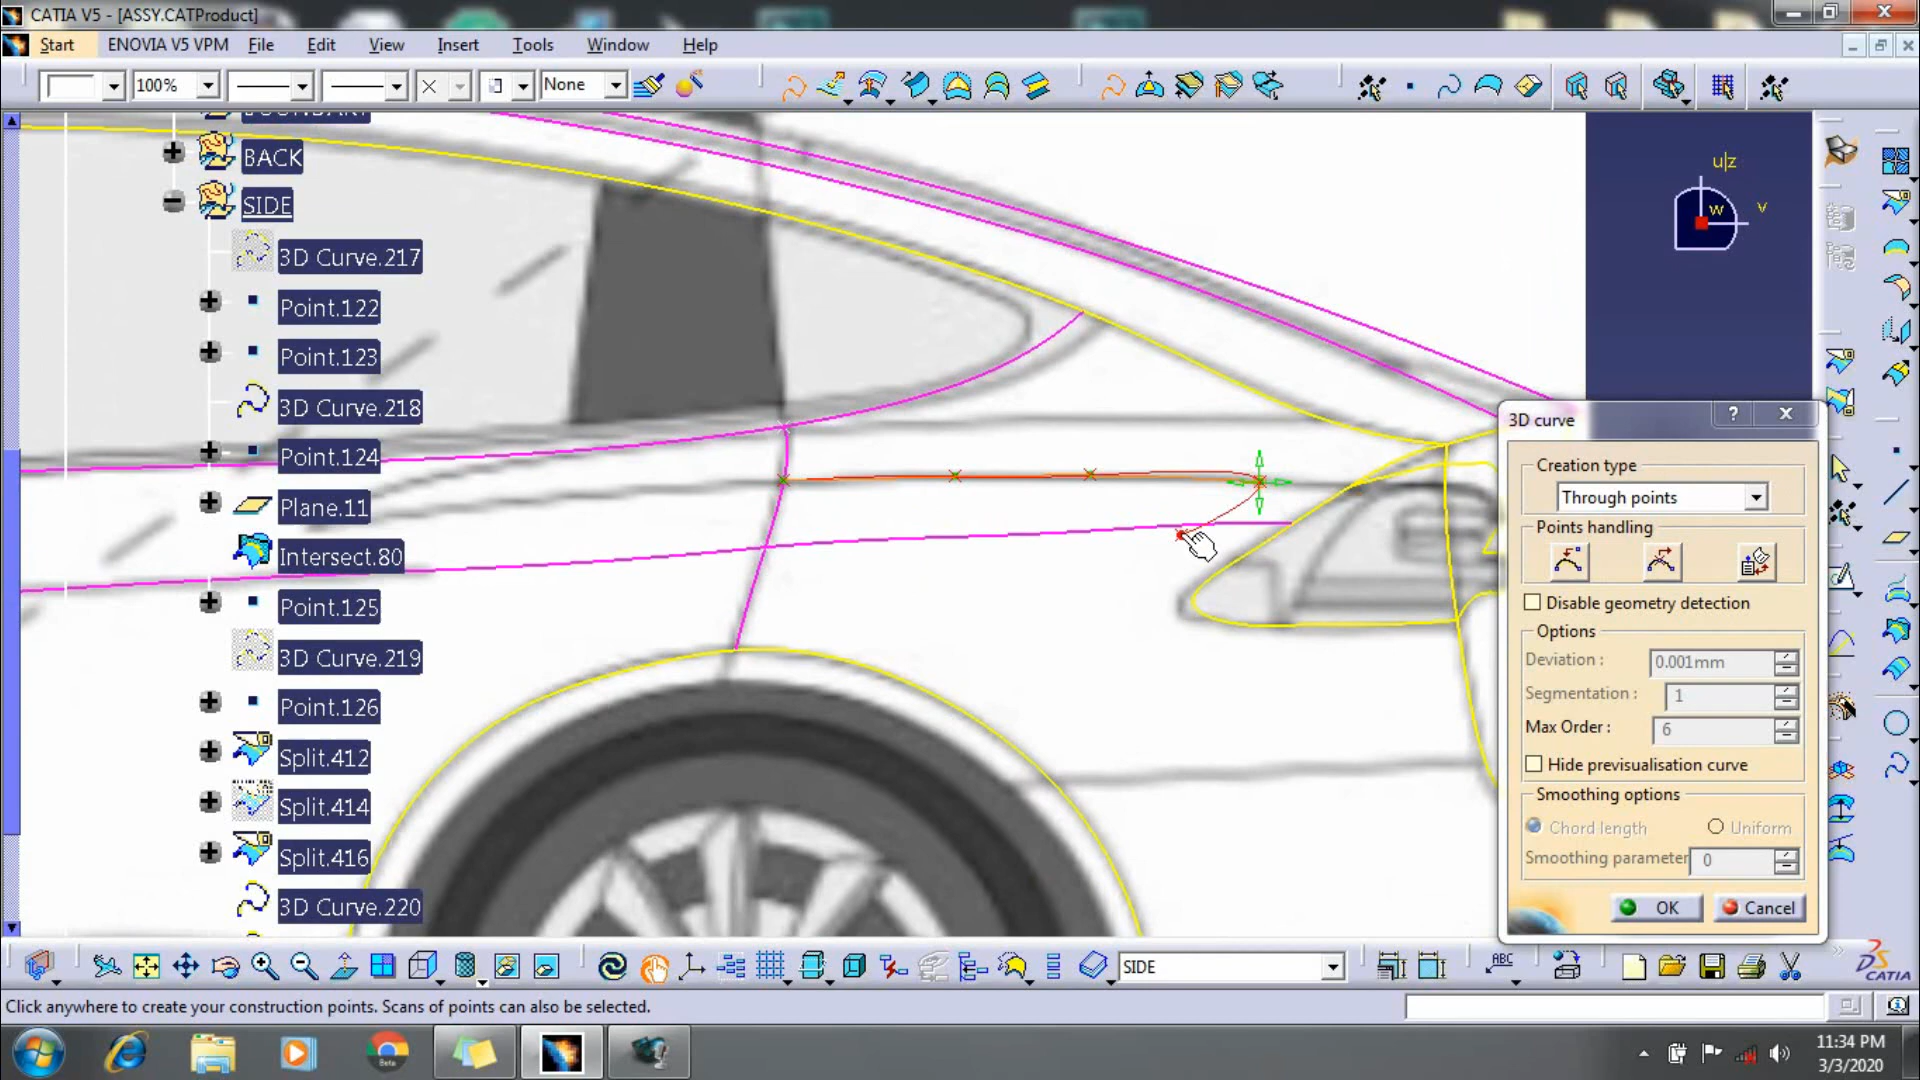 CATIA V5 - [ASSY.CATProduct]
Start ENOVIA V5 VPM File Edit View Insert Tools Window Help
100% None
BACK
SIDE
3D Curve.217
Point.122
Point.123
3D Curve.218
Point.124
Plane.11
Intersect.80
Point.125
3D Curve.219
Point.126
Split.412
Split.414
Split.416
3D Curve.220
u|z
w v
3D curve
Creation type
Through points
Points handling
Disable geometry detection
Options
Deviation : 0.001mm
Segmentation : 1
Max Order : 6
Hide previsualisation curve
Smoothing options
Chord length Uniform
Smoothing parameter 0
OK Cancel
SIDE
ABC
DS CATIA
Click anywhere to create your construction points. Scans of points can also be selected.
Beta
11:34 PM
3/3/2020